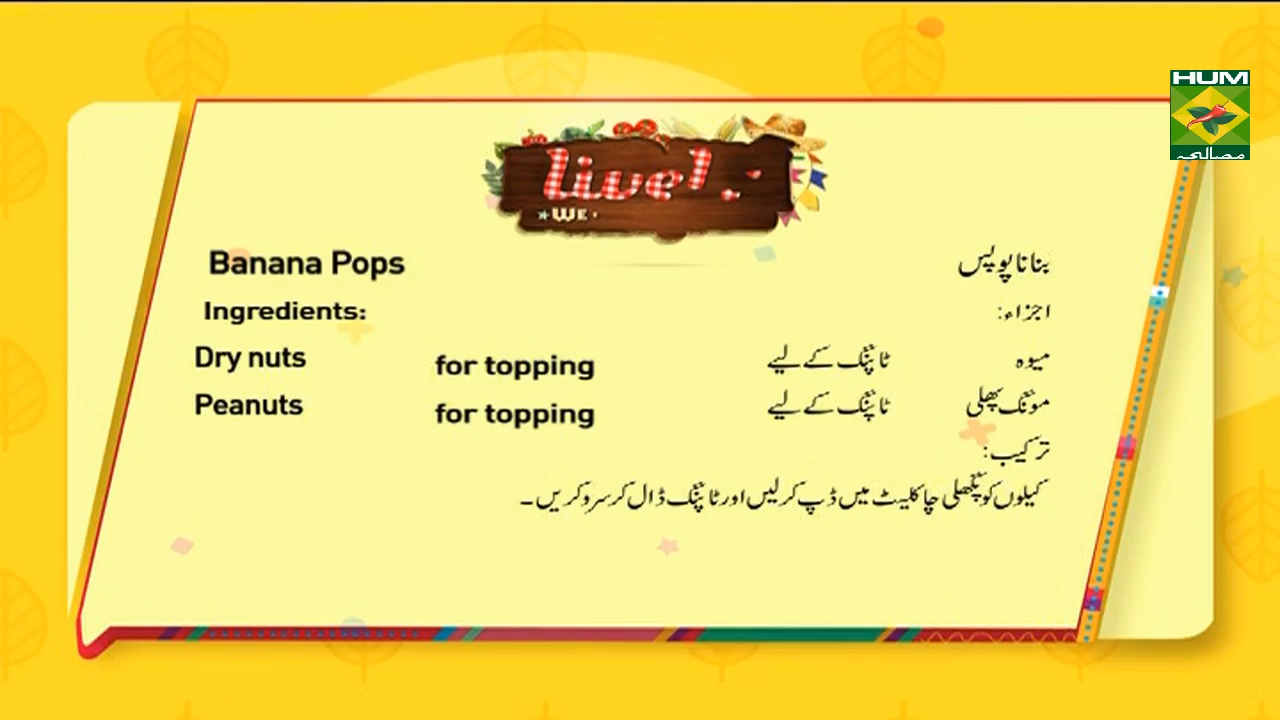 HUM
مصالحہ
live!
WE
Banana Pops
بنانا پوپس
Ingredients:
اجزاء:
Dry nuts for topping
میوہ ٹاپنگ کے لیے
Peanuts for topping
مونگ پھلی ٹاپنگ کے لیے
ترکیب:
کیلوں کو پگھلی چاکلیٹ میں ڈپ کرلیں اور ٹاپنگ ڈال کر سرو کریں۔